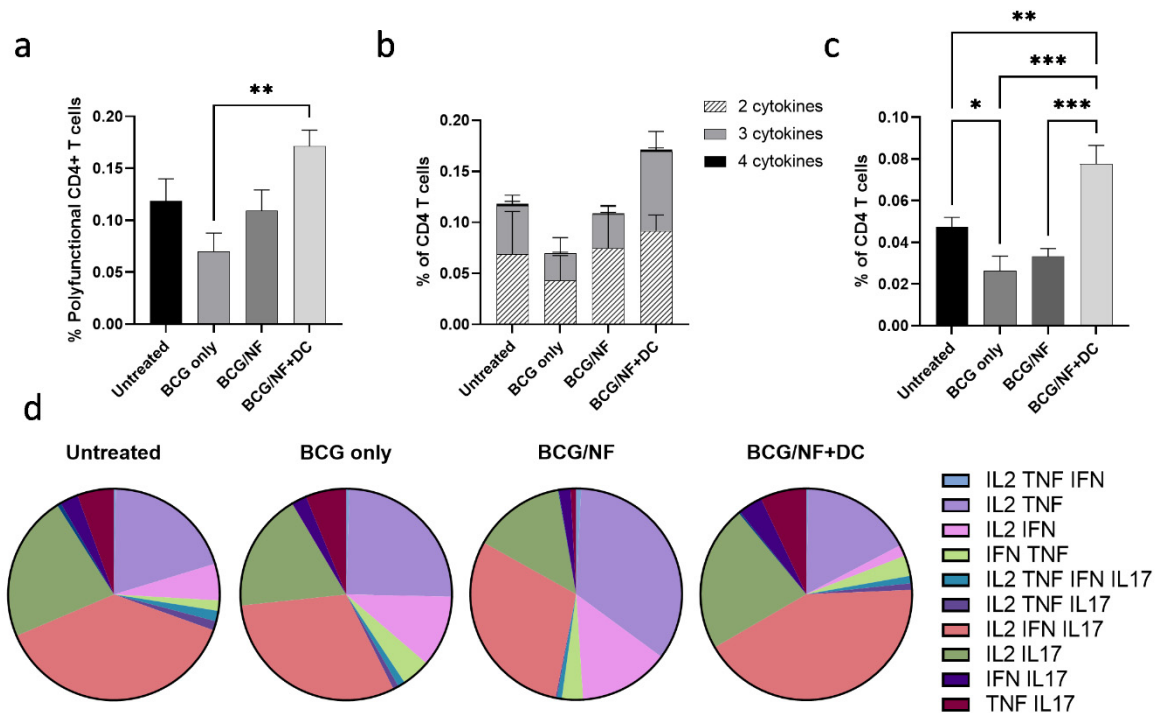 a
**
% Polyfunctional CD4+ T cells
0.20
0.15
0.10
0.05
0.00
Untreated
BCG only
BCG/NF
BCG/NF+DC
b
% of CD4 T cells
0.20
0.15
0.10
0.05
0.00
Untreated
BCG only
BCG/NF
BCG/NF+DC
2 cytokines
3 cytokines
4 cytokines
c
**
***
*
***
% of CD4 T cells
0.10
0.08
0.06
0.04
0.02
0.00
Untreated
BCG only
BCG/NF
BCG/NF+DC
d
Untreated
BCG only
BCG/NF
BCG/NF+DC
IL2 TNF IFN
IL2 TNF
IL2 IFN
IFN TNF
IL2 TNF IFN IL17
IL2 TNF IL17
IL2 IFN IL17
IL2 IL17
IFN IL17
TNF IL17